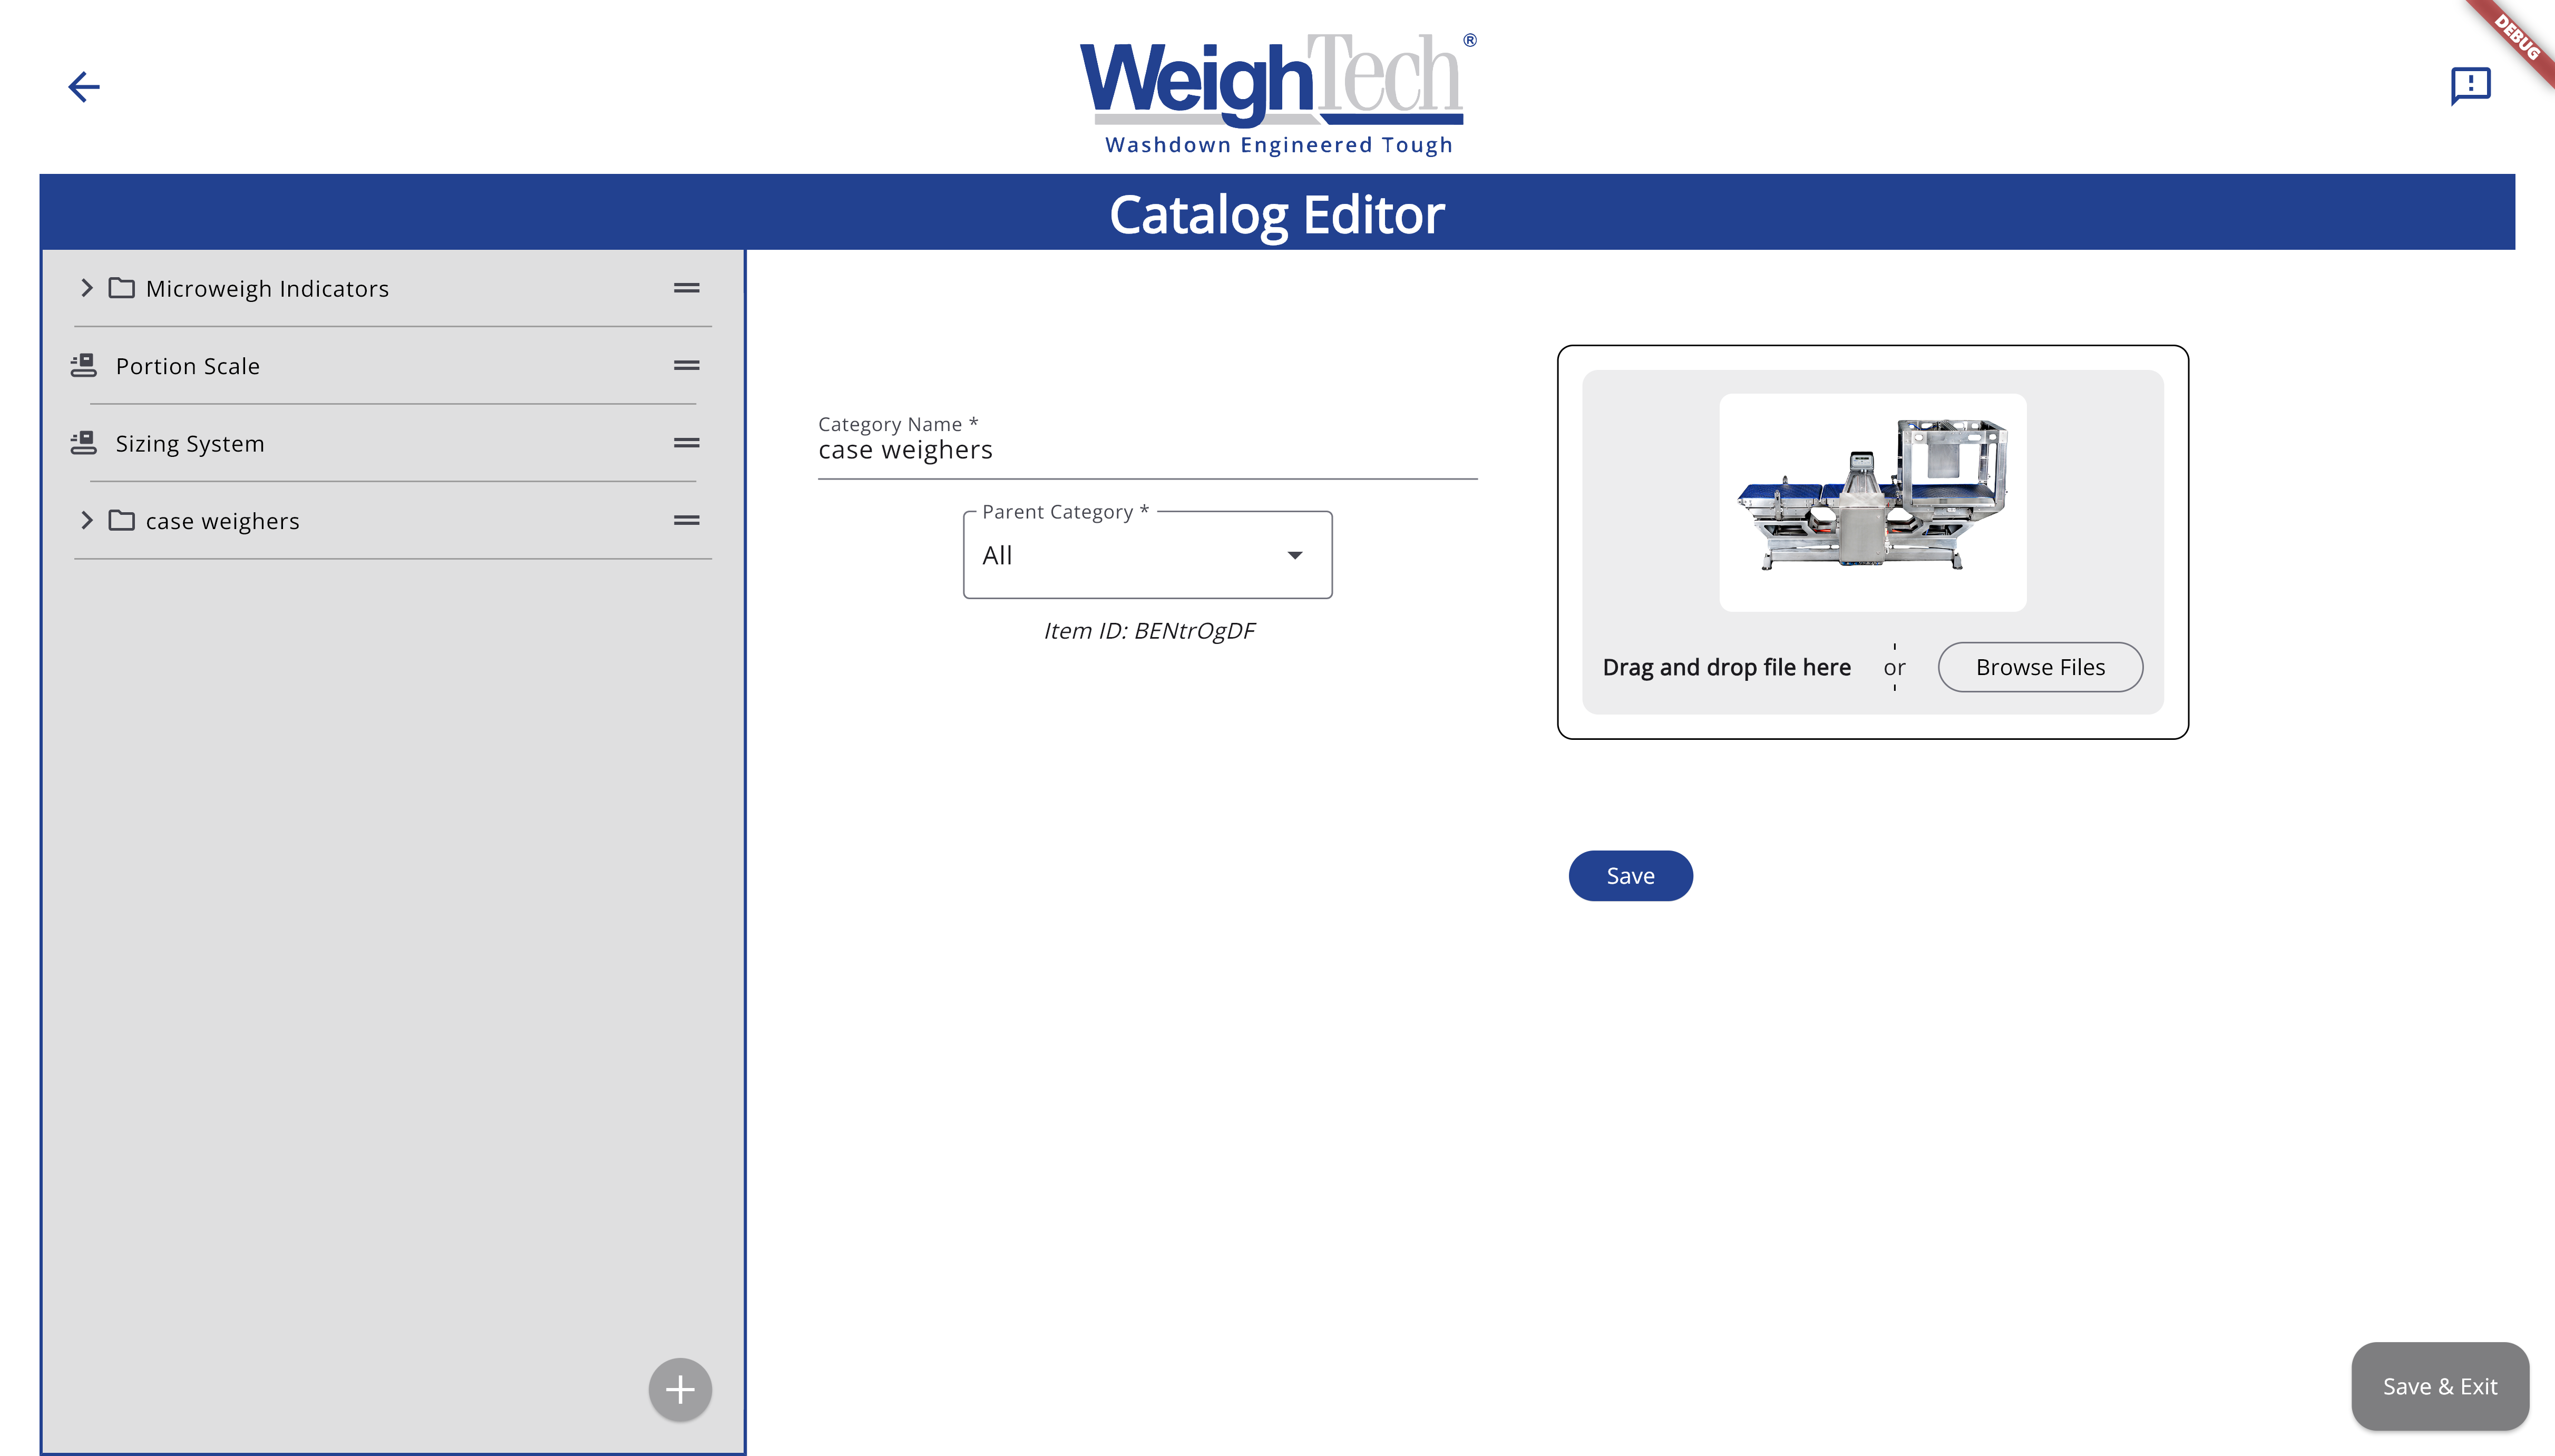 DEBUG
WeighTech®
Washdown Engineered Tough
Catalog Editor
Microweigh Indicators
Portion Scale
Sizing System
case weighers
Category Name *
case weighers
Parent Category *
All
Item ID: BENtrOgDF
Drag and drop file here
or
Browse Files
Save
Save & Exit